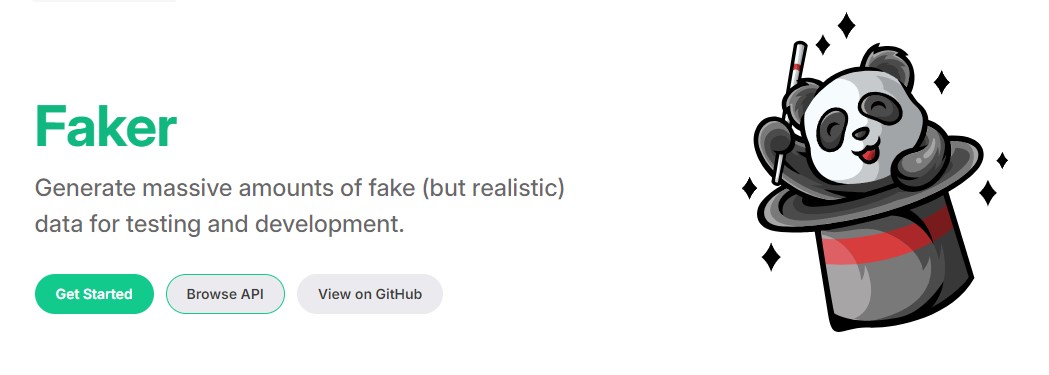 Faker
Generate massive amounts of fake (but realistic)
data for testing and development.
Get Started
Browse API
View on GitHub